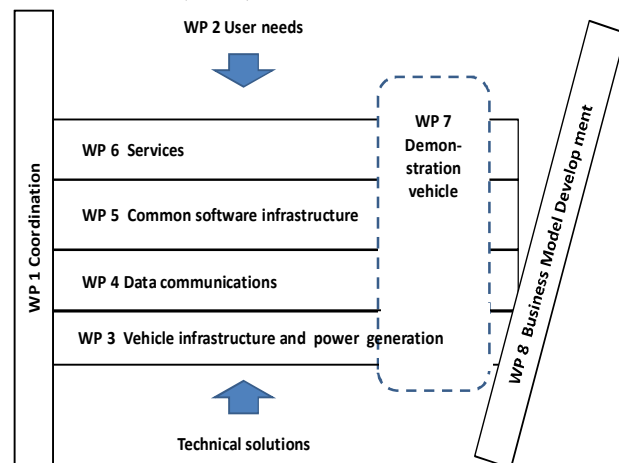 WP 2 User needs
WP 1 Coordination
WP 7
Demon-
stration
vehicle
WP 6 Services
WP 5 Common software infrastructure
WP 4 Data communications
WP 3 Vehicle infrastructure and power generation
WP 8 Business Model Develop ment
Technical solutions